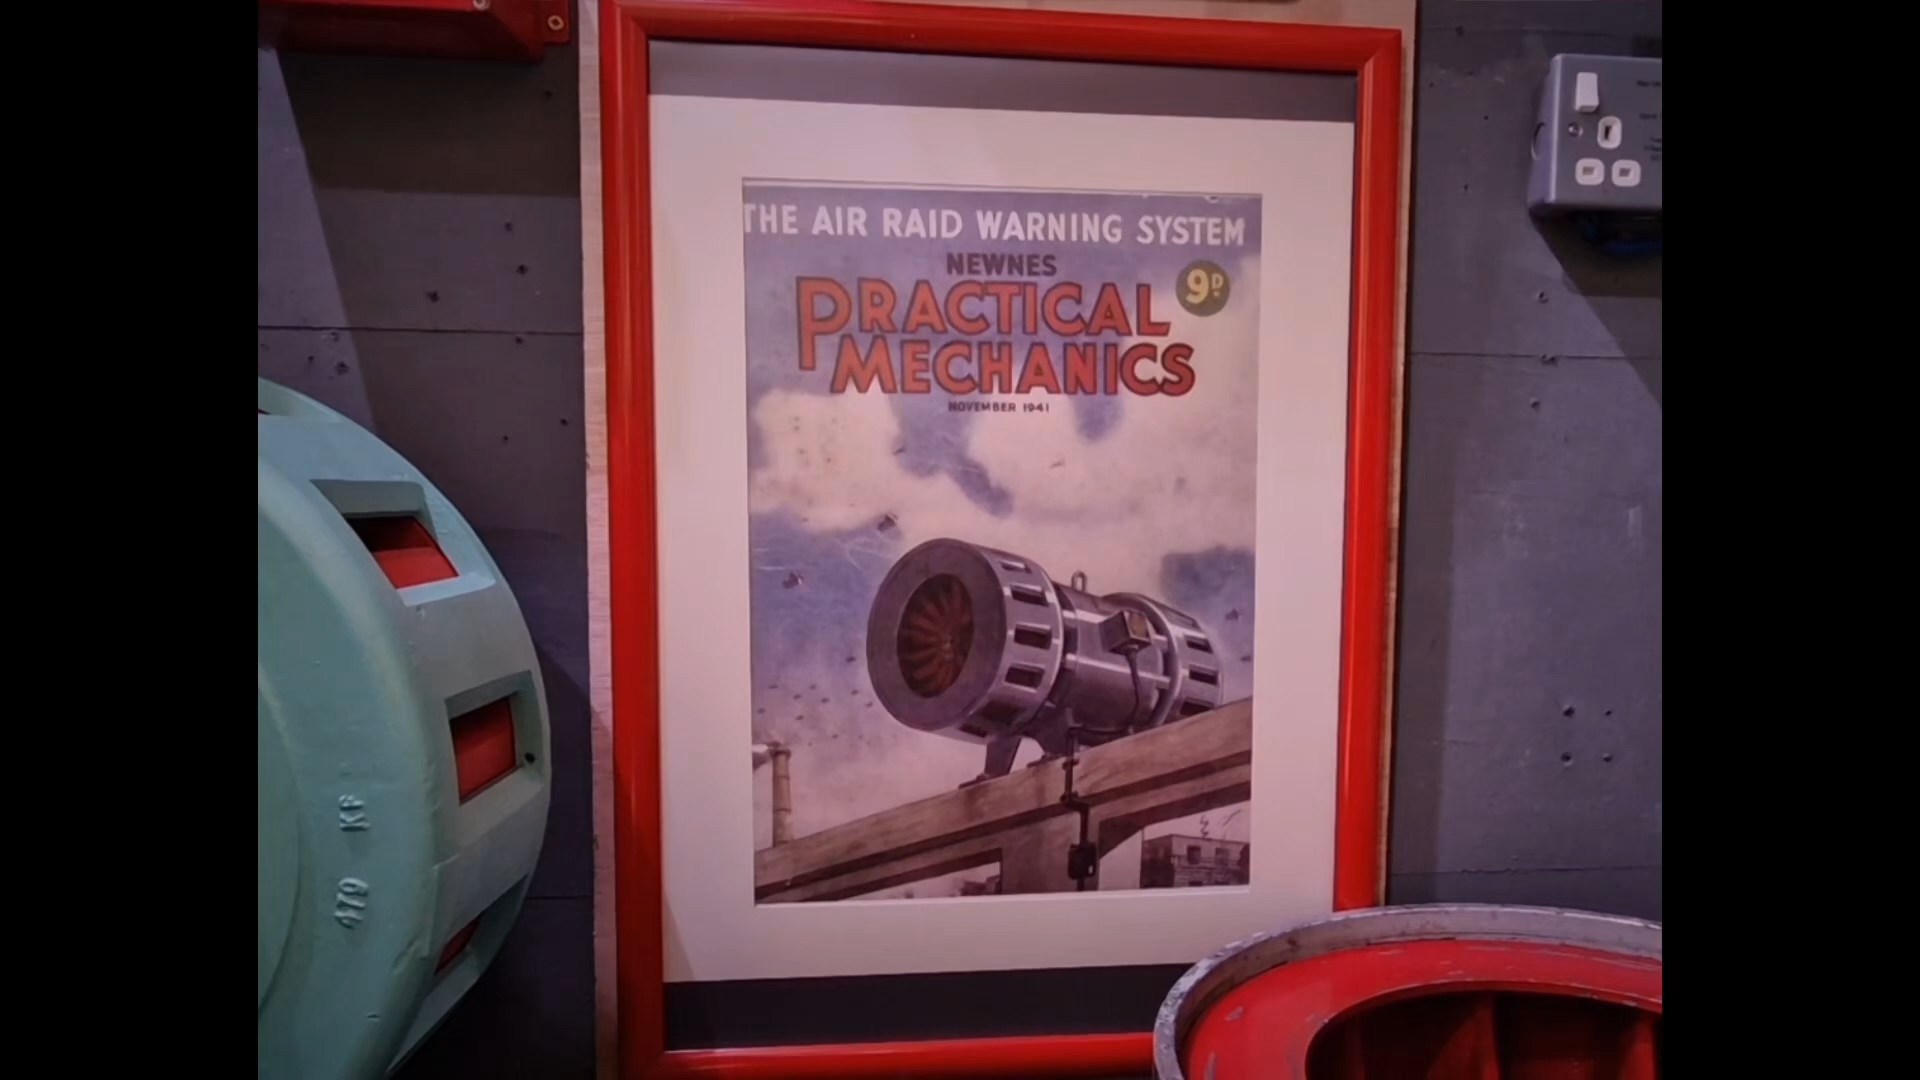 THE AIR RAID WARNING SYSTEM
NEWNES
9D.
PRACTICAL
MECHANICS
NOVEMBER 1941
KF
479